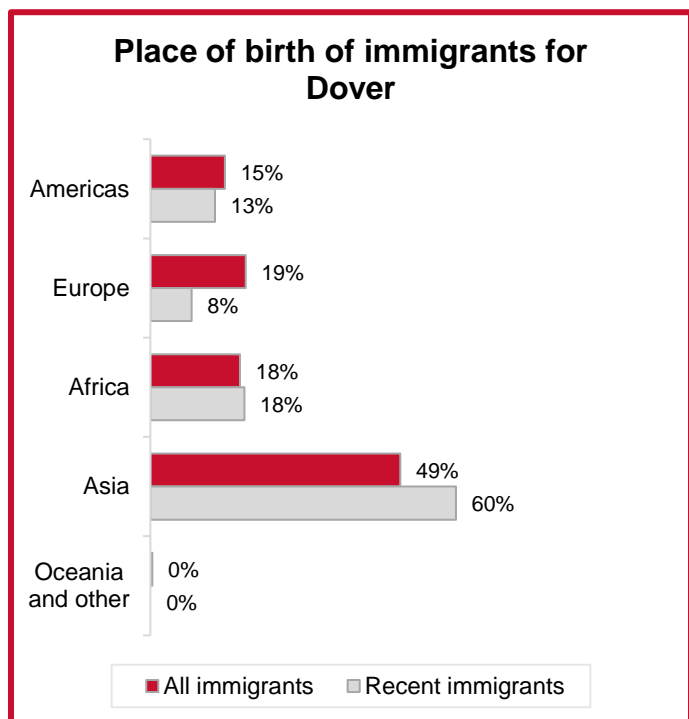 Place of birth of immigrants for
Dover
Americas
15%
13%
Europe
19%
8%
Africa
18%
18%
Asia
49%
60%
Oceania
and other
0%
0%
All immigrants
Recent immigrants